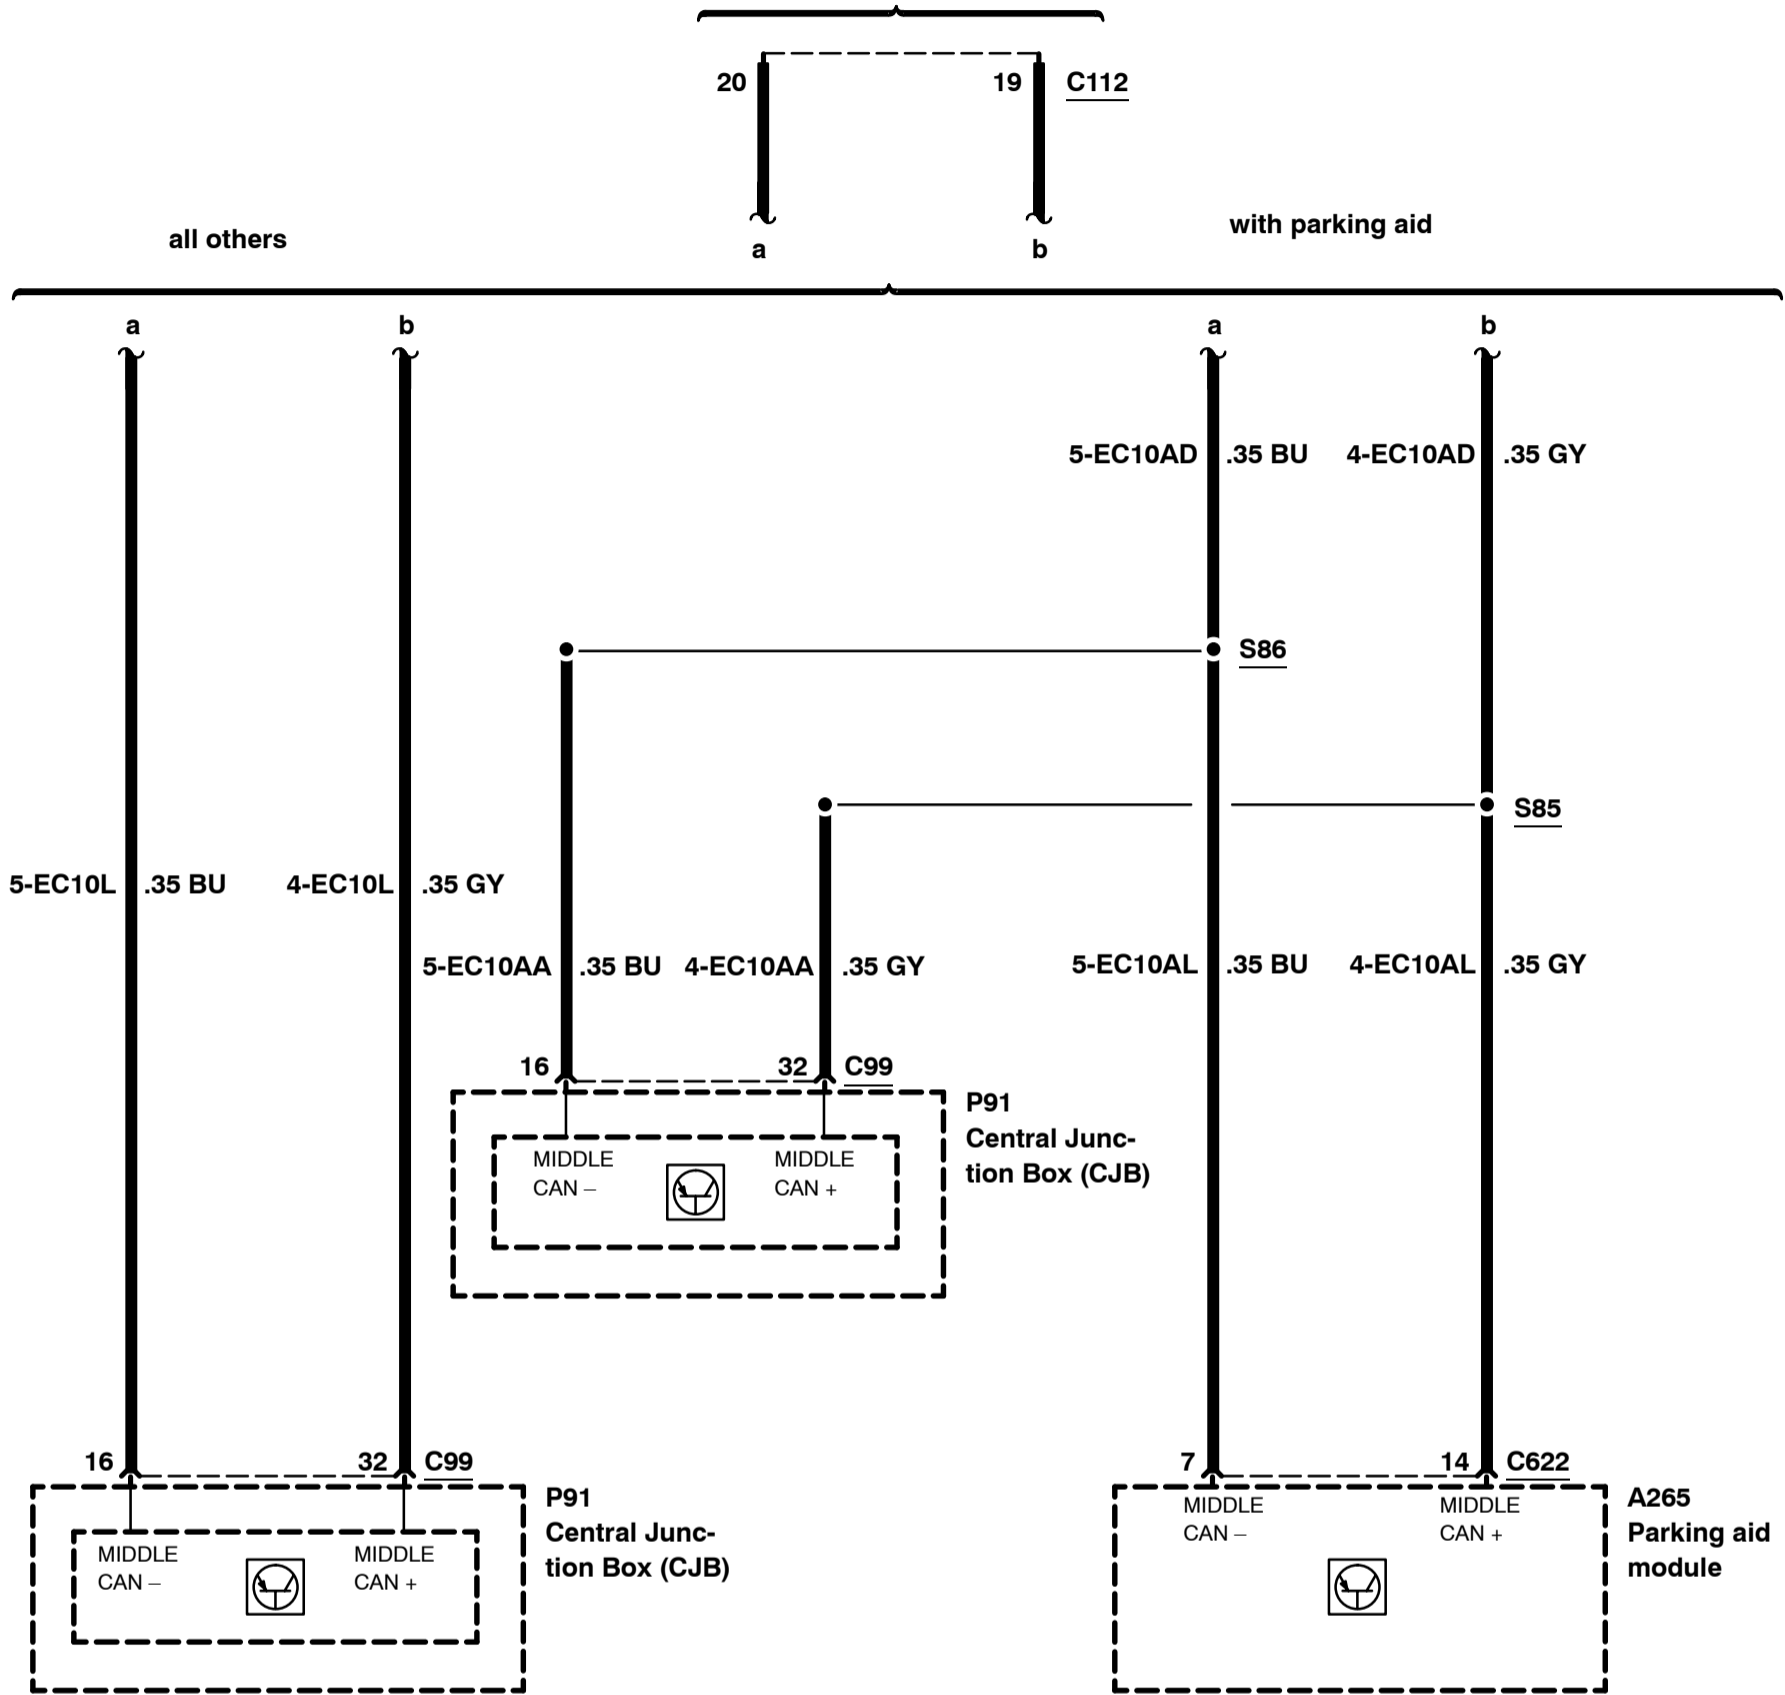 20 19 C112
a b
all others with parking aid
a b a b
5-EC10AD .35 BU 4-EC10AD .35 GY
S86
S85
5-EC10L .35 BU 4-EC10L .35 GY
5-EC10AA .35 BU 4-EC10AA .35 GY 5-EC10AL .35 BU 4-EC10AL .35 GY
16 32 C99
P91
Central Junc-
tion Box (CJB)
MIDDLE MIDDLE
CAN – CAN +
16 32 C99
P91
Central Junc-
tion Box (CJB)
MIDDLE MIDDLE
CAN – CAN +
7 14 C622
MIDDLE MIDDLE
CAN – CAN +
A265
Parking aid
module